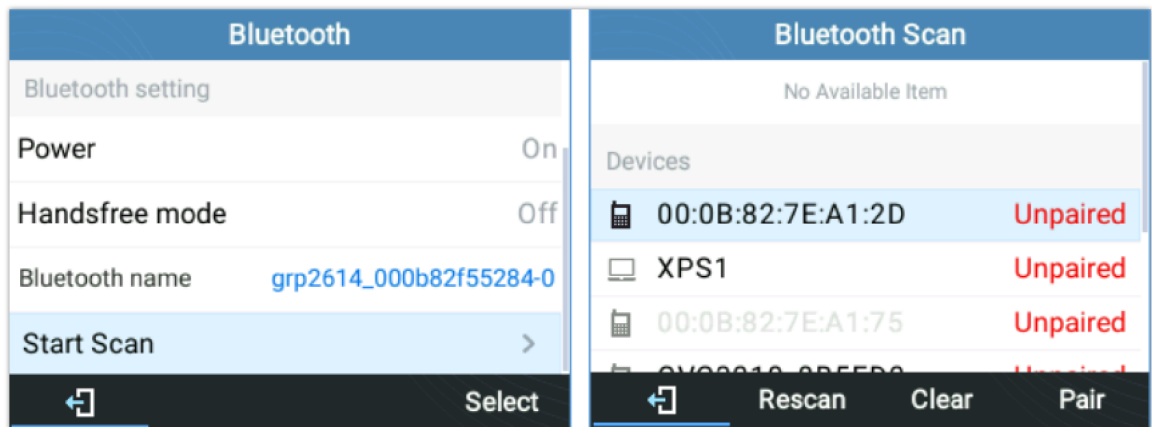 Bluetooth
Bluetooth setting
Power On
Handsfree mode Off
Bluetooth name grp2614_000b82f55284-0
Start Scan >
Select
Bluetooth Scan
No Available Item
Devices
00:0B:82:7E:A1:2D Unpaired
XPS1 Unpaired
00:0B:82:7E:A1:75 Unpaired
Unpaired
Rescan Clear Pair